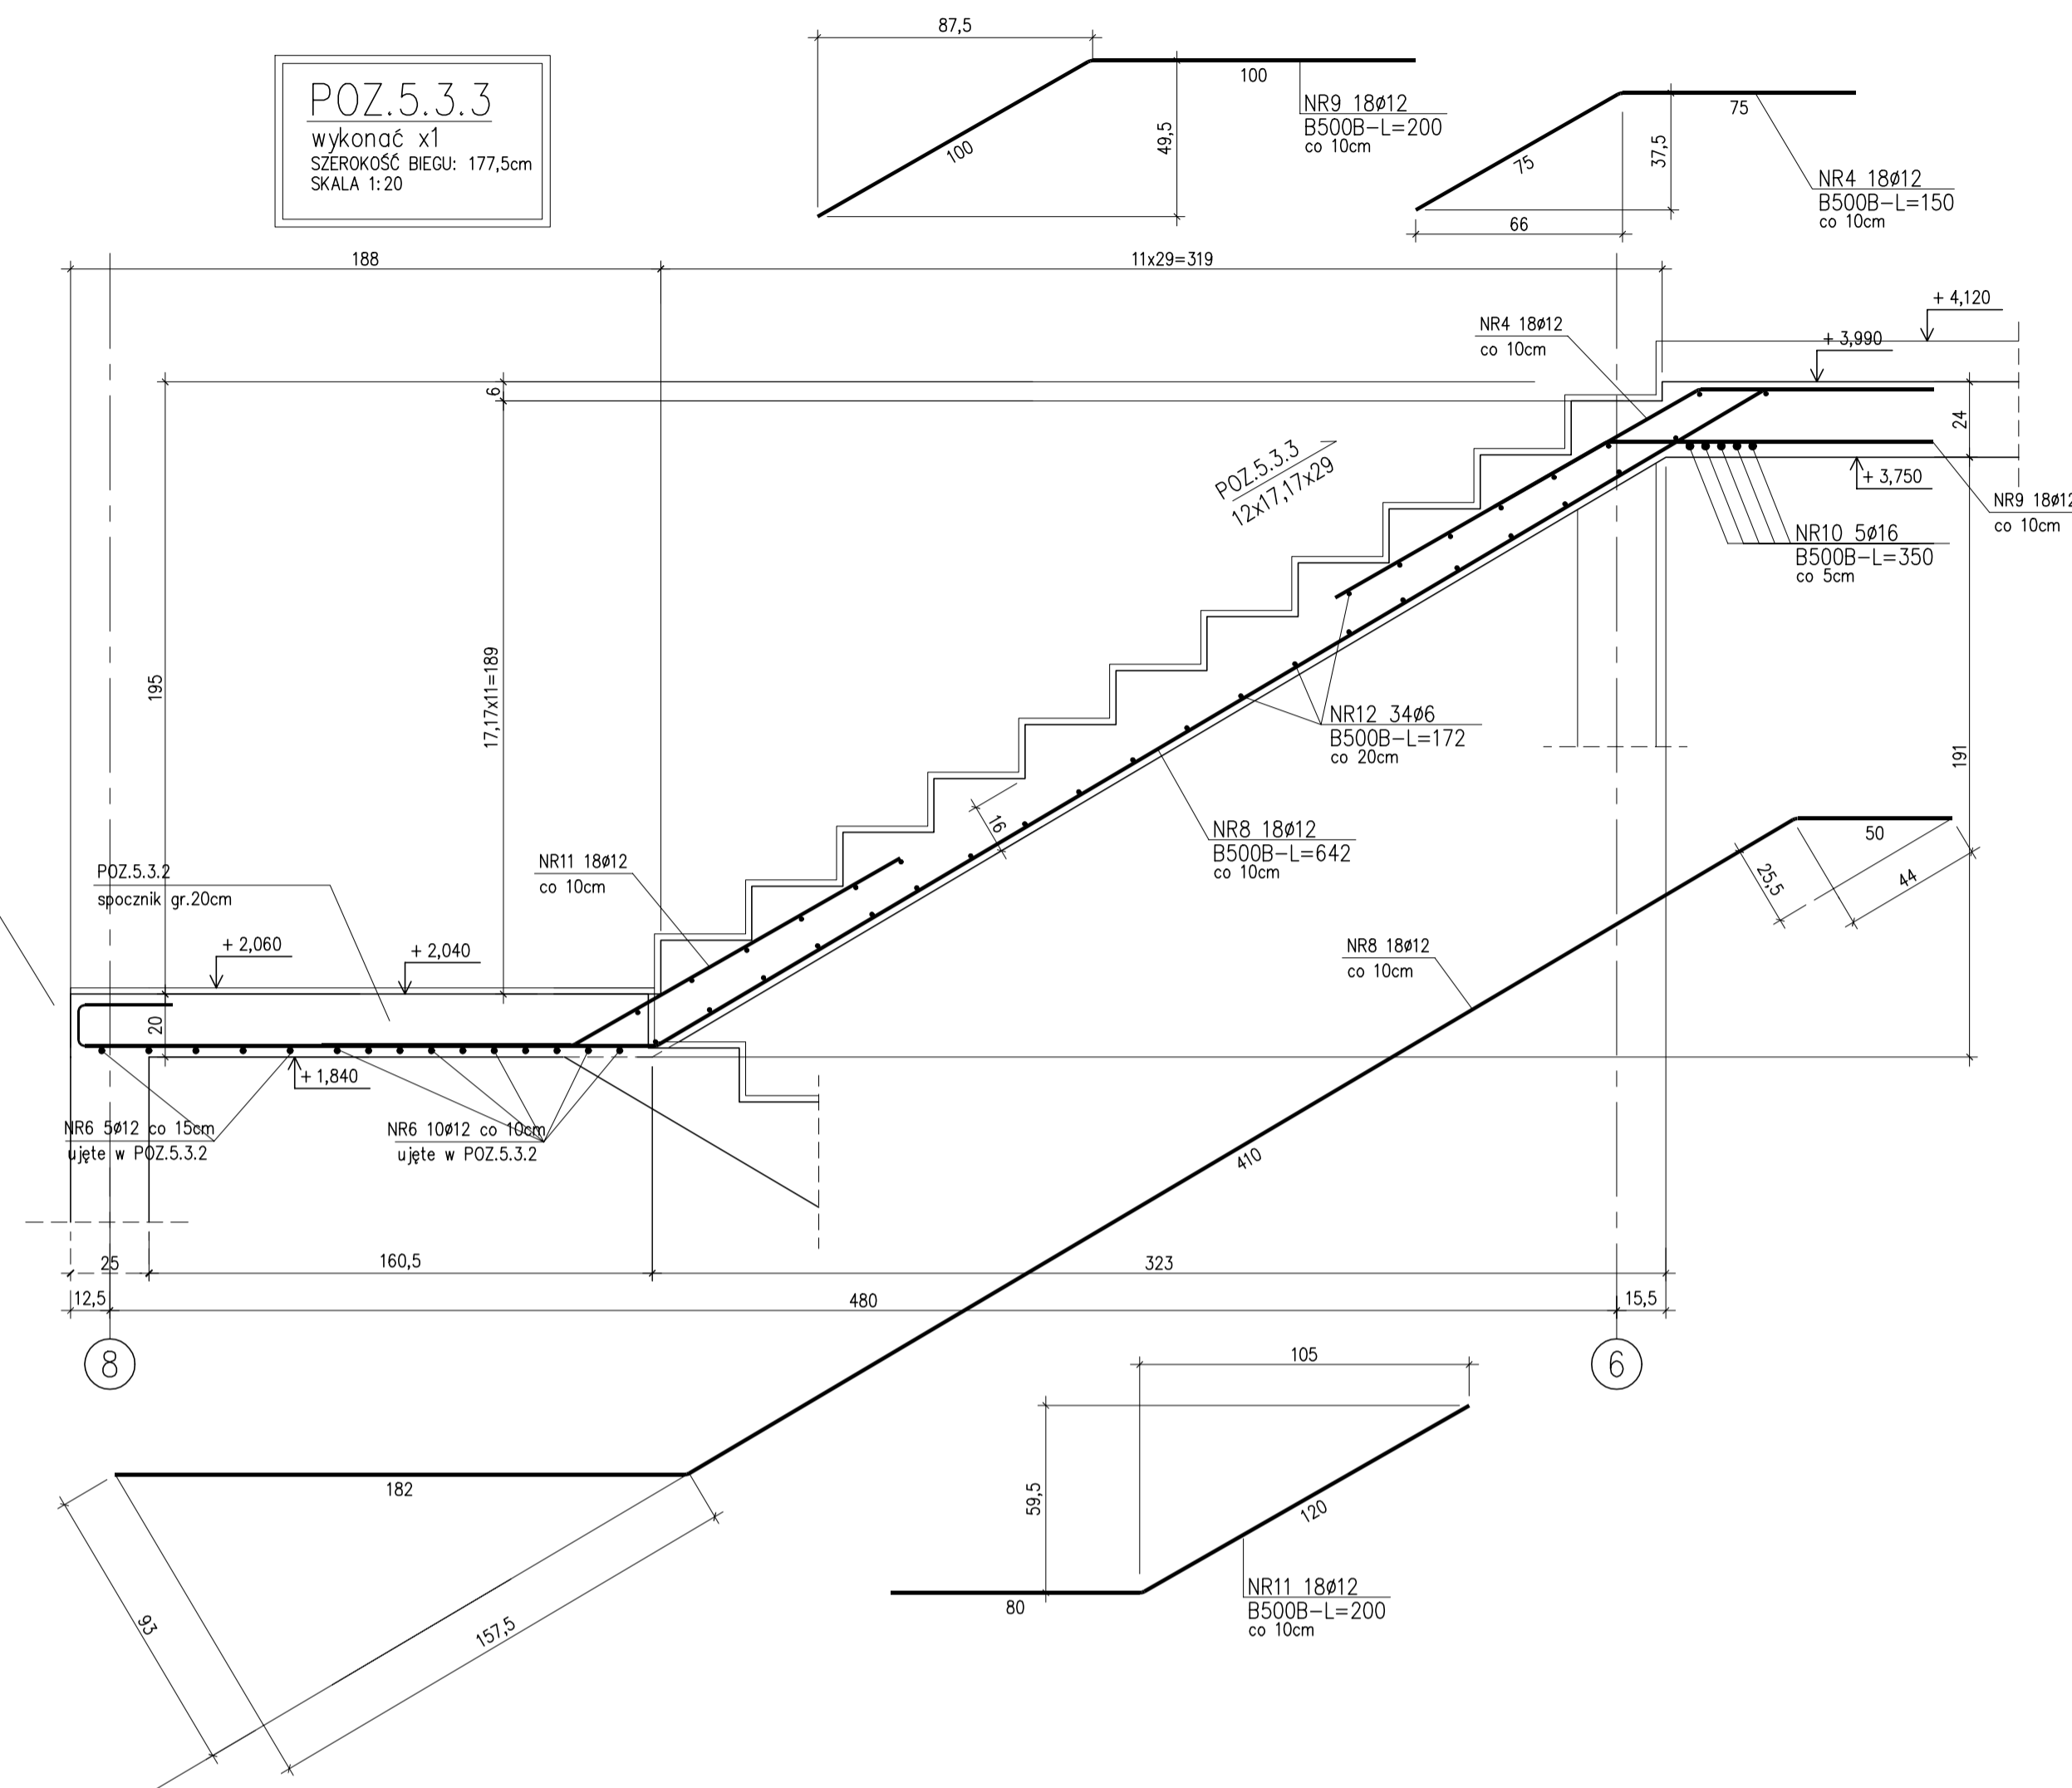 87,5
100
100
49,5
NR9 18ø12
B500B-L=200
co 10cm
POZ.5.3.3
wykonać x1
SZEROKOŚĆ BIEGU: 177,5cm
SKALA 1:20
75
75
37,5
66
NR4 18ø12
B500B-L=150
co 10cm
188
11x29=319
+ 4,120
+ 3,990
NR4 18ø12
co 10cm
6
24
POZ.5.3.3
12x17,17x29
+ 3,750
NR9 18ø12
co 10cm
NR10 5ø16
B500B-L=350
co 5cm
195
17,17x11=189
NR12 34ø6
B500B-L=172
co 20cm
191
16
NR8 18ø12
B500B-L=642
co 10cm
50
25,5
44
POZ.5.3.2
spocznik gr.20cm
NR11 18ø12
co 10cm
+ 2,060
+ 2,040
NR8 18ø12
co 10cm
20
+ 1,840
NR6 5ø12 co 15cm
ujęte w POZ.5.3.2
NR6 10ø12 co 10cm
ujęte w POZ.5.3.2
410
25
160,5
323
12,5
480
15,5
8
6
105
59,5
120
182
80
NR11 18ø12
B500B-L=200
co 10cm
93
157,5